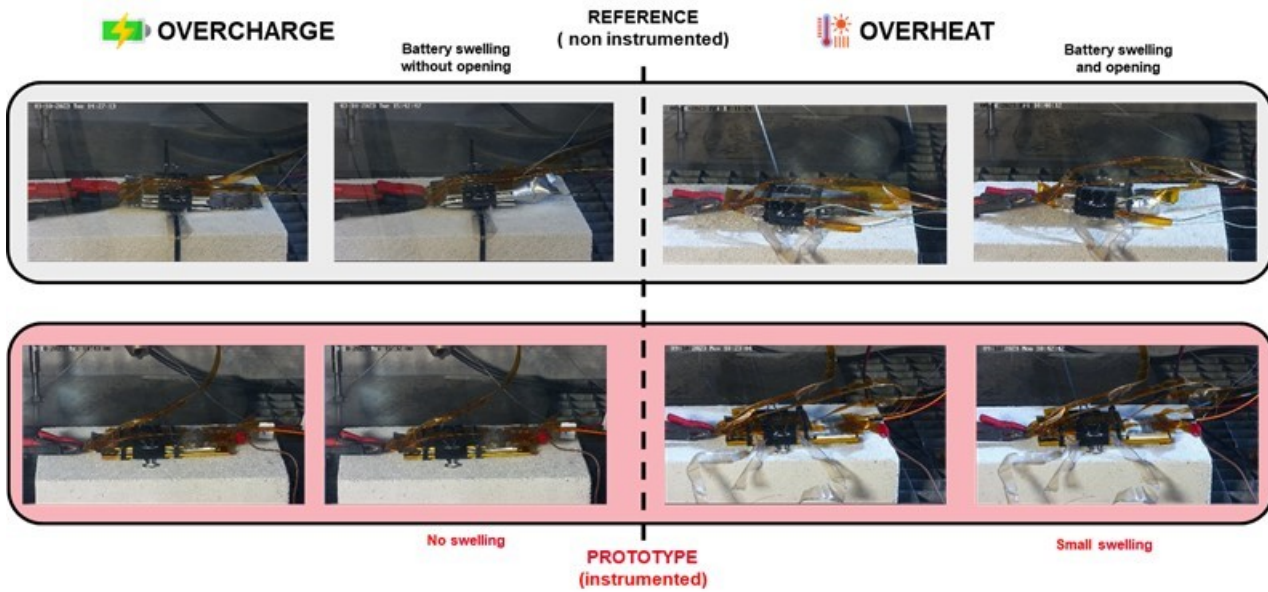 OVERCHARGE
REFERENCE
( non instrumented)
OVERHEAT
Battery swelling
without opening
Battery swelling
and opening
No swelling
Small swelling
PROTOTYPE
(instrumented)